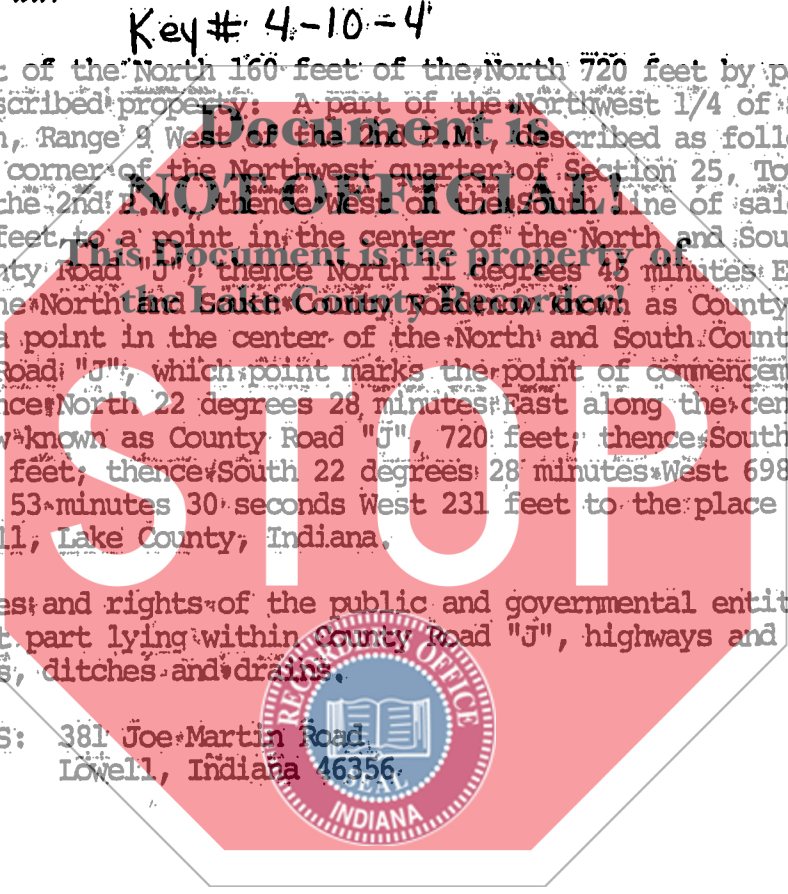 Key# 4-10-4
t of the North 160 feet of the North 720 feet by p
scribed property: A part of the Northwest 1/4 of
n, Range 9 West of the 2nd P.M., described as foll
corner of the Northwest quarter of Section 25, To
the 2nd P.M., thence West on the South line of sai
feet, to a point in the center of the North and Sou
nty Road "J"; thence North 11 degrees 45 minutes E
he North and South County Road now known as County
a point in the center of the North and South Count
Road "J", which point marks the point of commencem
nce North 22 degrees 28 minutes East along the cen
w known as County Road "J", 720 feet; thence South
feet; thence South 22 degrees 28 minutes West 698
53 minutes 30 seconds West 231 feet to the place
ll, Lake County, Indiana.
es and rights of the public and governmental entit
t part lying within County Road "J", highways and
s, ditches and drains.
S: 381 Joe Martin Road
Lowell, Indiana 46356
Document is
NOT OFFICIAL!
This Document is the property of
the Lake County Recorder!
STOP
RECORDER'S OFFICE
SEAL
INDIANA